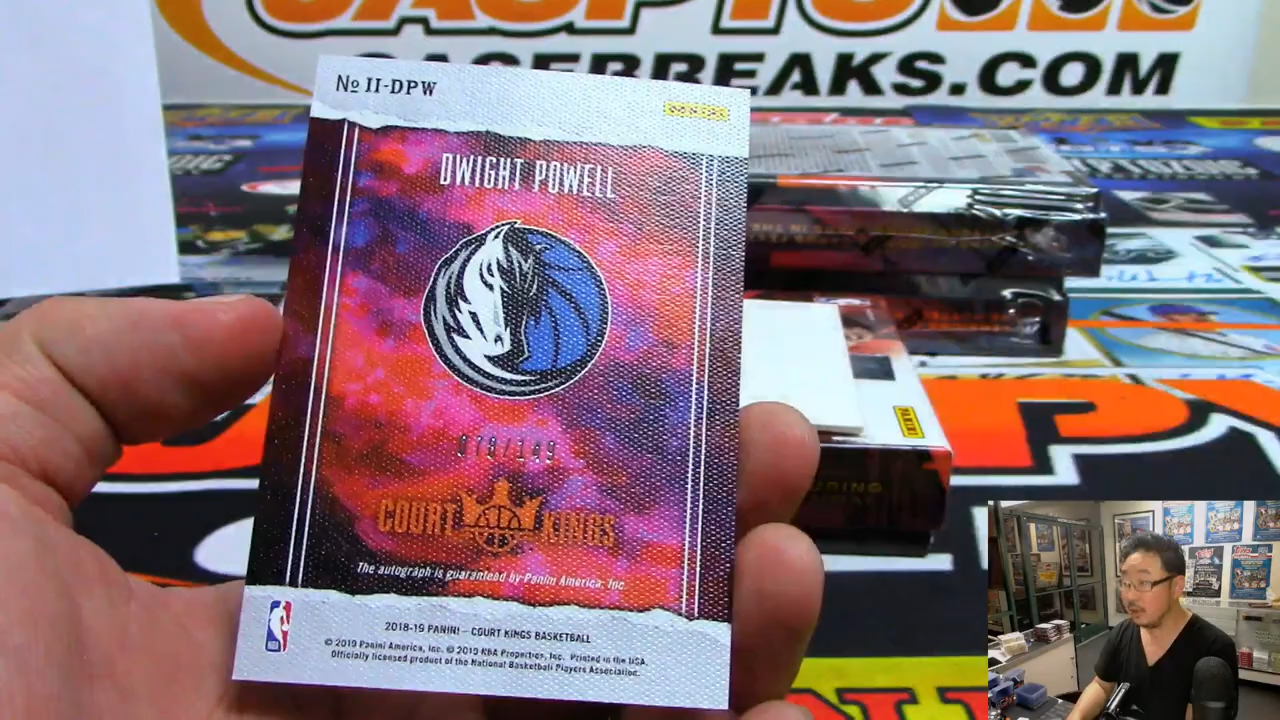 CASEBREAKS.COM
No II-DPW
PANINI
DWIGHT POWELL
COURT KINGS
The autograph is guaranteed by Panini America, Inc.
2018-19 PANINI – COURT KINGS BASKETBALL
© 2019 Panini America, Inc. © 2019 NBA Properties, Inc. Printed in the USA.
Officially licensed product of the National Basketball Players Association.
NBA
PANINI